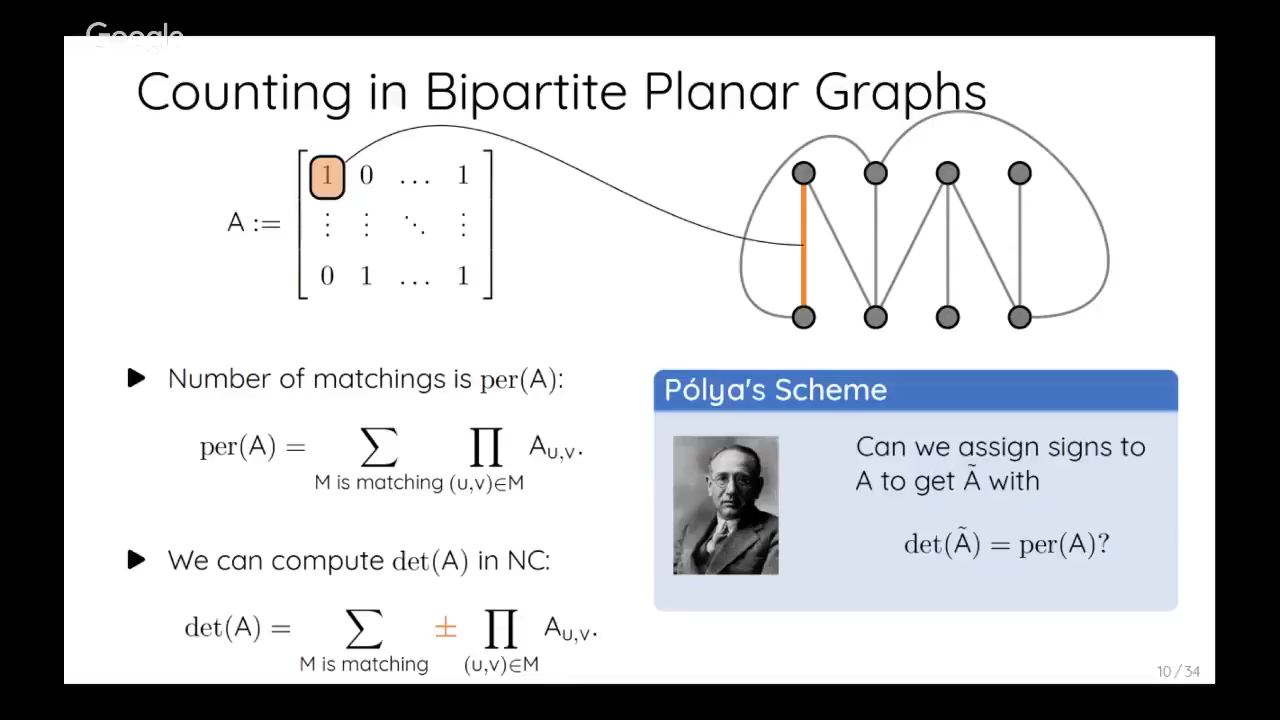 Google
Counting in Bipartite Planar Graphs
A := [ 1 0 … 1
⋮ ⋮ ⋱ ⋮
0 1 … 1 ]
▶ Number of matchings is per(A):
per(A) = ∑ ∏ A_{u,v}.
M is matching (u,v)∈M
▶ We can compute det(A) in NC:
det(A) = ∑ ± ∏ A_{u,v}.
M is matching (u,v)∈M
Pólya's Scheme
Can we assign signs to
A to get Ã with
det(Ã) = per(A)?
10 / 34